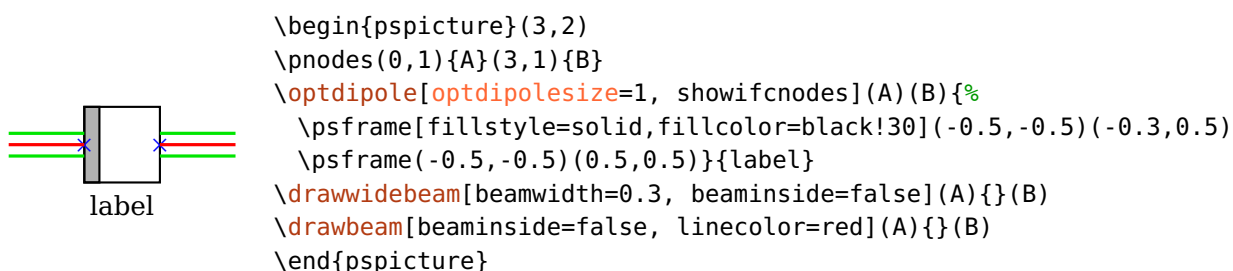 label
\begin{pspicture}(3,2)
\pnodes(0,1){A}(3,1){B}
\optdipole[optdipolesize=1, showifcnodes](A)(B){%
 \psframe[fillstyle=solid,fillcolor=black!30](-0.5,-0.5)(-0.3,0.5)
 \psframe(-0.5,-0.5)(0.5,0.5)}{label}
\drawwidebeam[beamwidth=0.3, beaminside=false](A){}(B)
\drawbeam[beaminside=false, linecolor=red](A){}(B)
\end{pspicture}